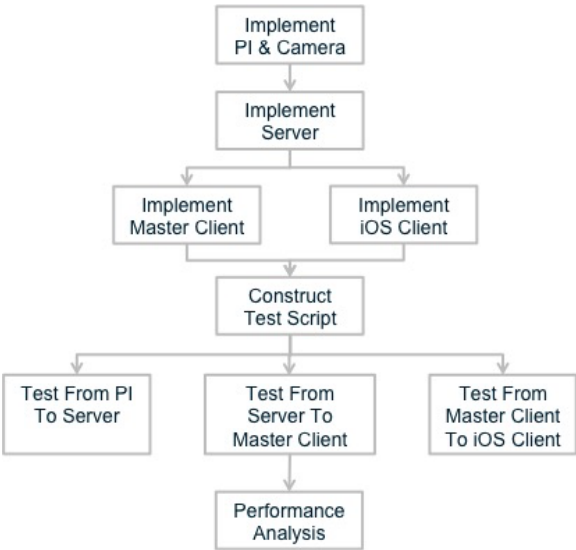 Implement
PI & Camera
Implement
Server
Implement
Master Client
Implement
iOS Client
Construct
Test Script
Test From PI
To Server
Test From
Server To
Master Client
Test From
Master Client
To iOS Client
Performance
Analysis